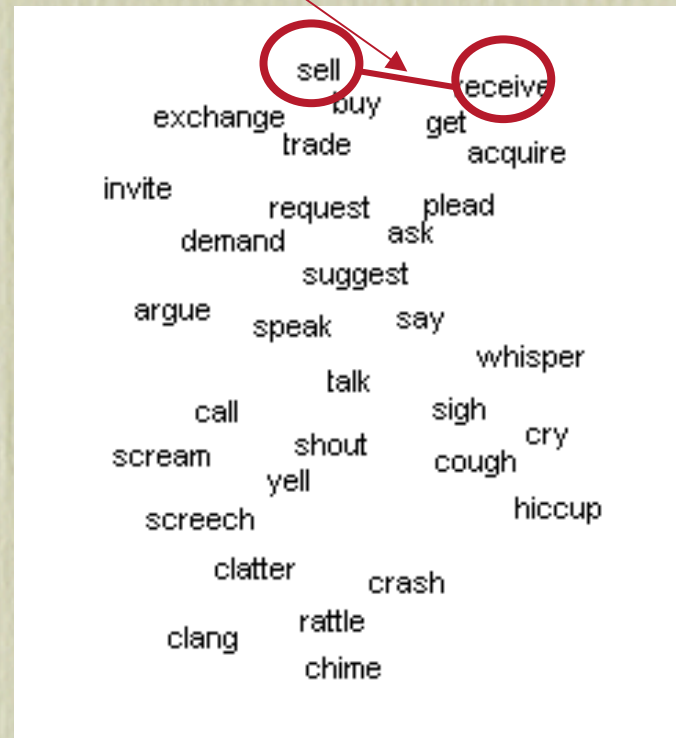 sell
receive
buy
exchange
get
trade
acquire
invite
request
plead
demand
ask
suggest
argue
speak
say
whisper
talk
call
sigh
cry
scream
shout
cough
yell
hiccup
screech
clatter
crash
rattle
clang
chime